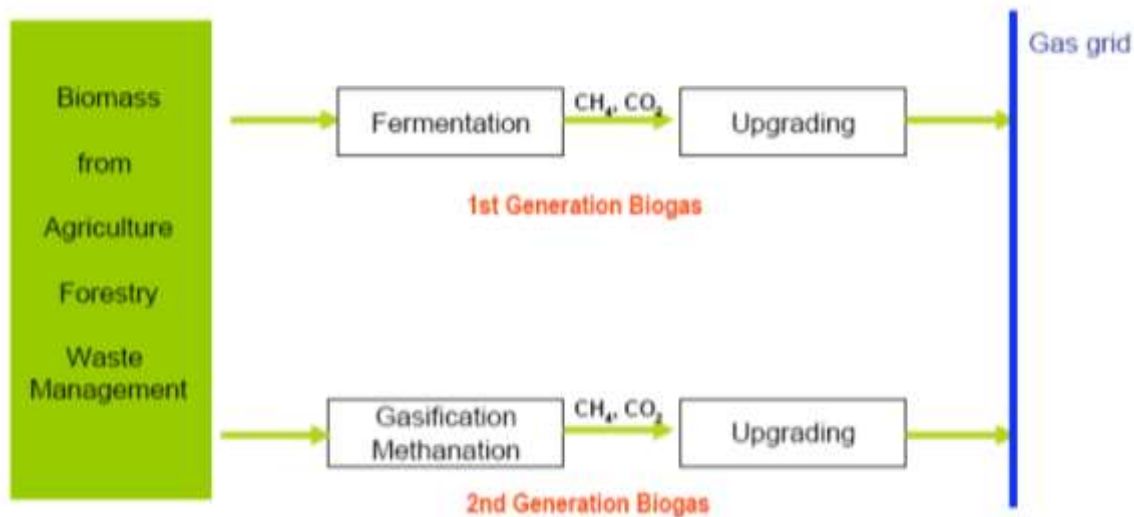 Biomass
from
Agriculture
Forestry
Waste
Management
Fermentation
CH₄, CO₂
Upgrading
Gas grid
1st Generation Biogas
Gasification
Methanation
CH₄, CO₂
Upgrading
2nd Generation Biogas